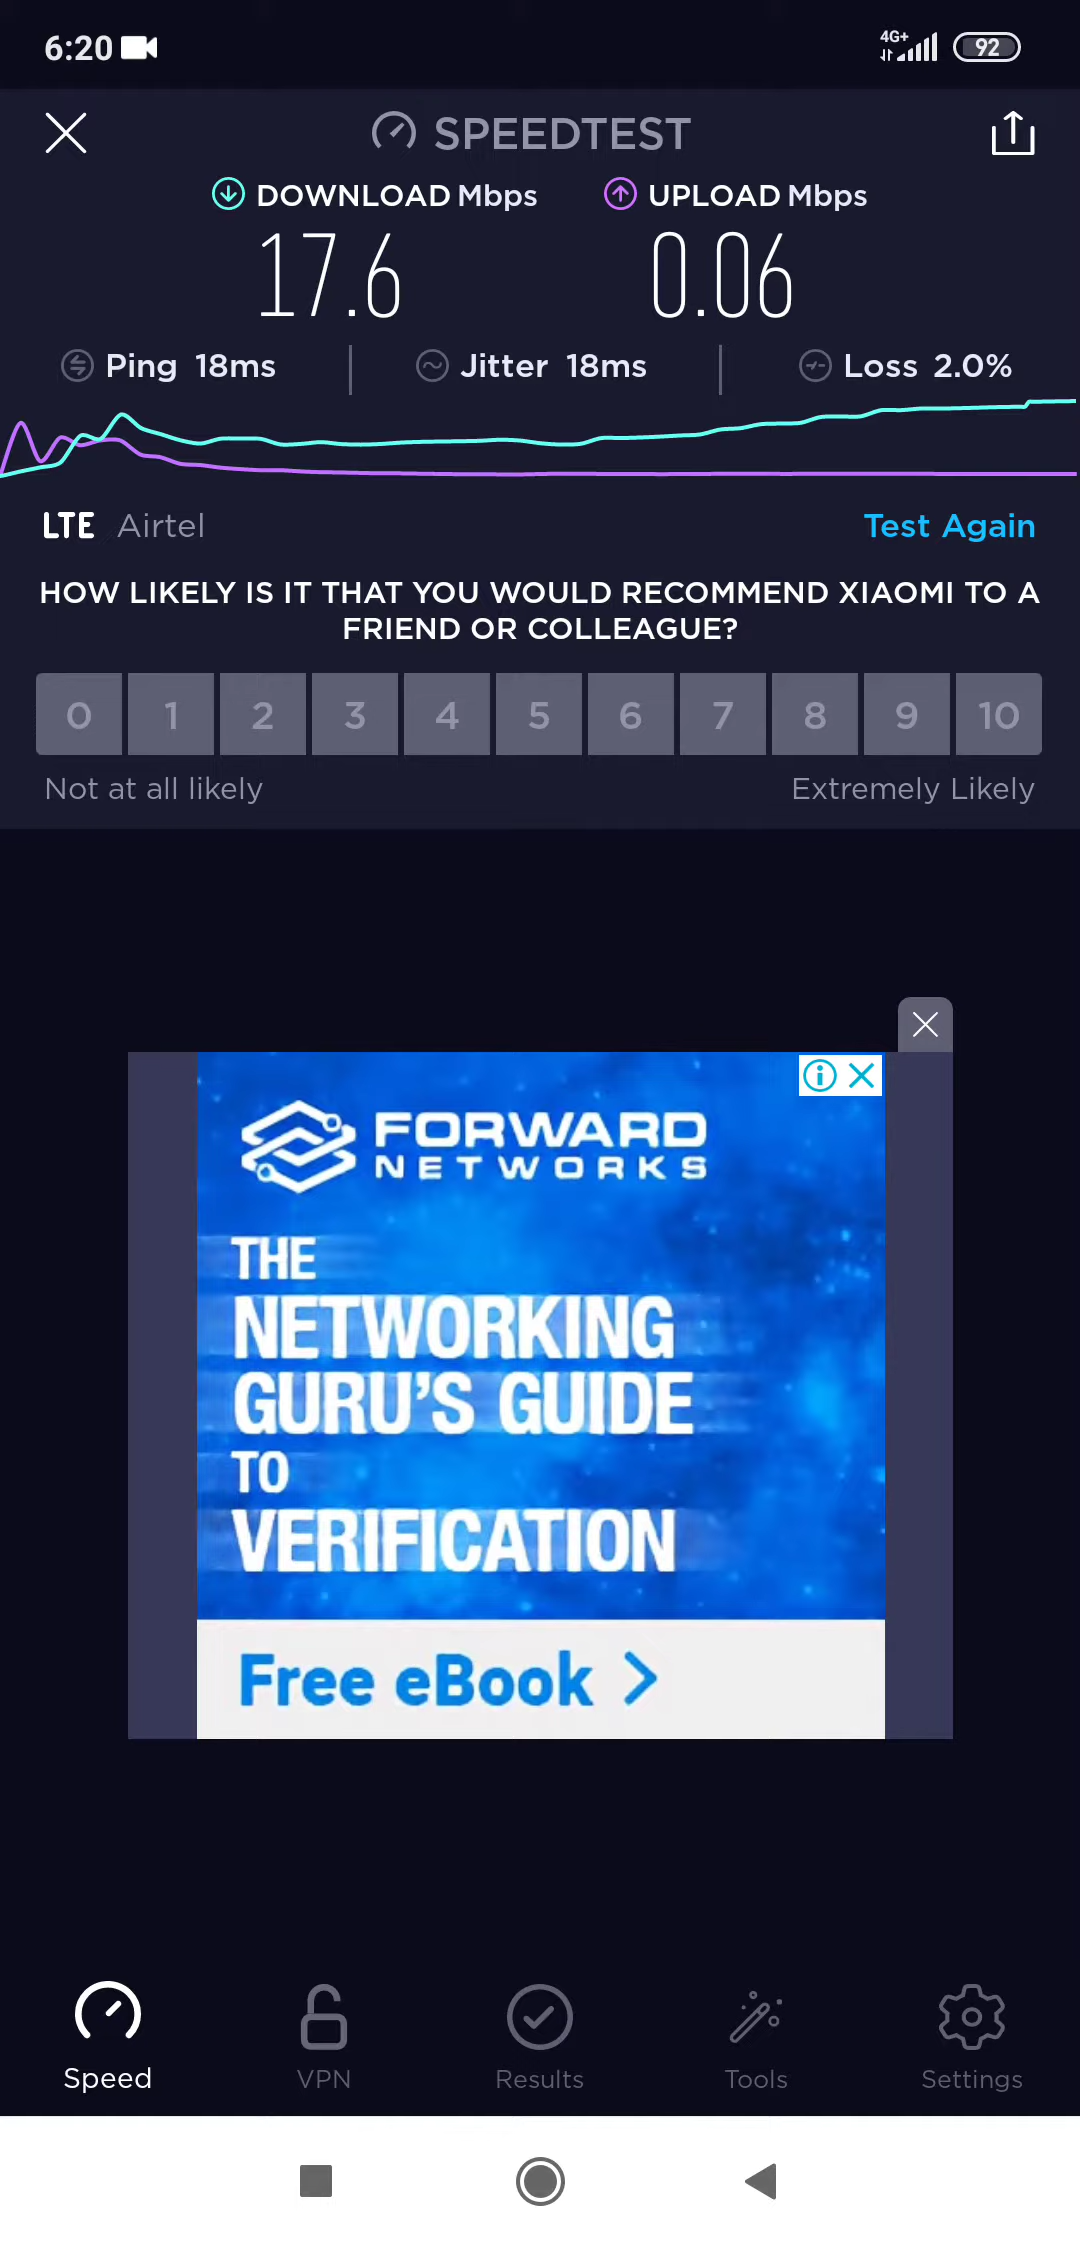 6:20 4G+ 92
SPEEDTEST
DOWNLOAD Mbps UPLOAD Mbps
17.6 0.06
Ping 18ms Jitter 18ms Loss 2.0%
LTE Airtel Test Again
HOW LIKELY IS IT THAT YOU WOULD RECOMMEND XIAOMI TO A
FRIEND OR COLLEAGUE?
0 1 2 3 4 5 6 7 8 9 10
Not at all likely Extremely Likely
FORWARD
NETWORKS
THE
NETWORKING
GURU'S GUIDE
TO
VERIFICATION
Free eBook >
Speed VPN Results Tools Settings